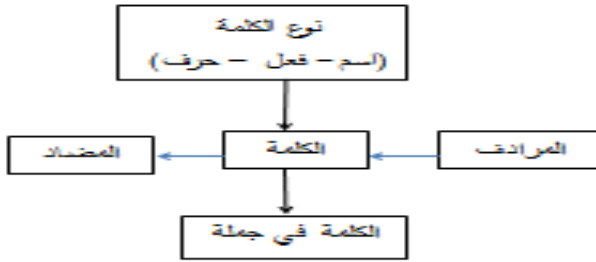 نوع الكلمة
(اسم – فعل – حرف)
المرادف
الكلمة
المضاد
الكلمة في جملة